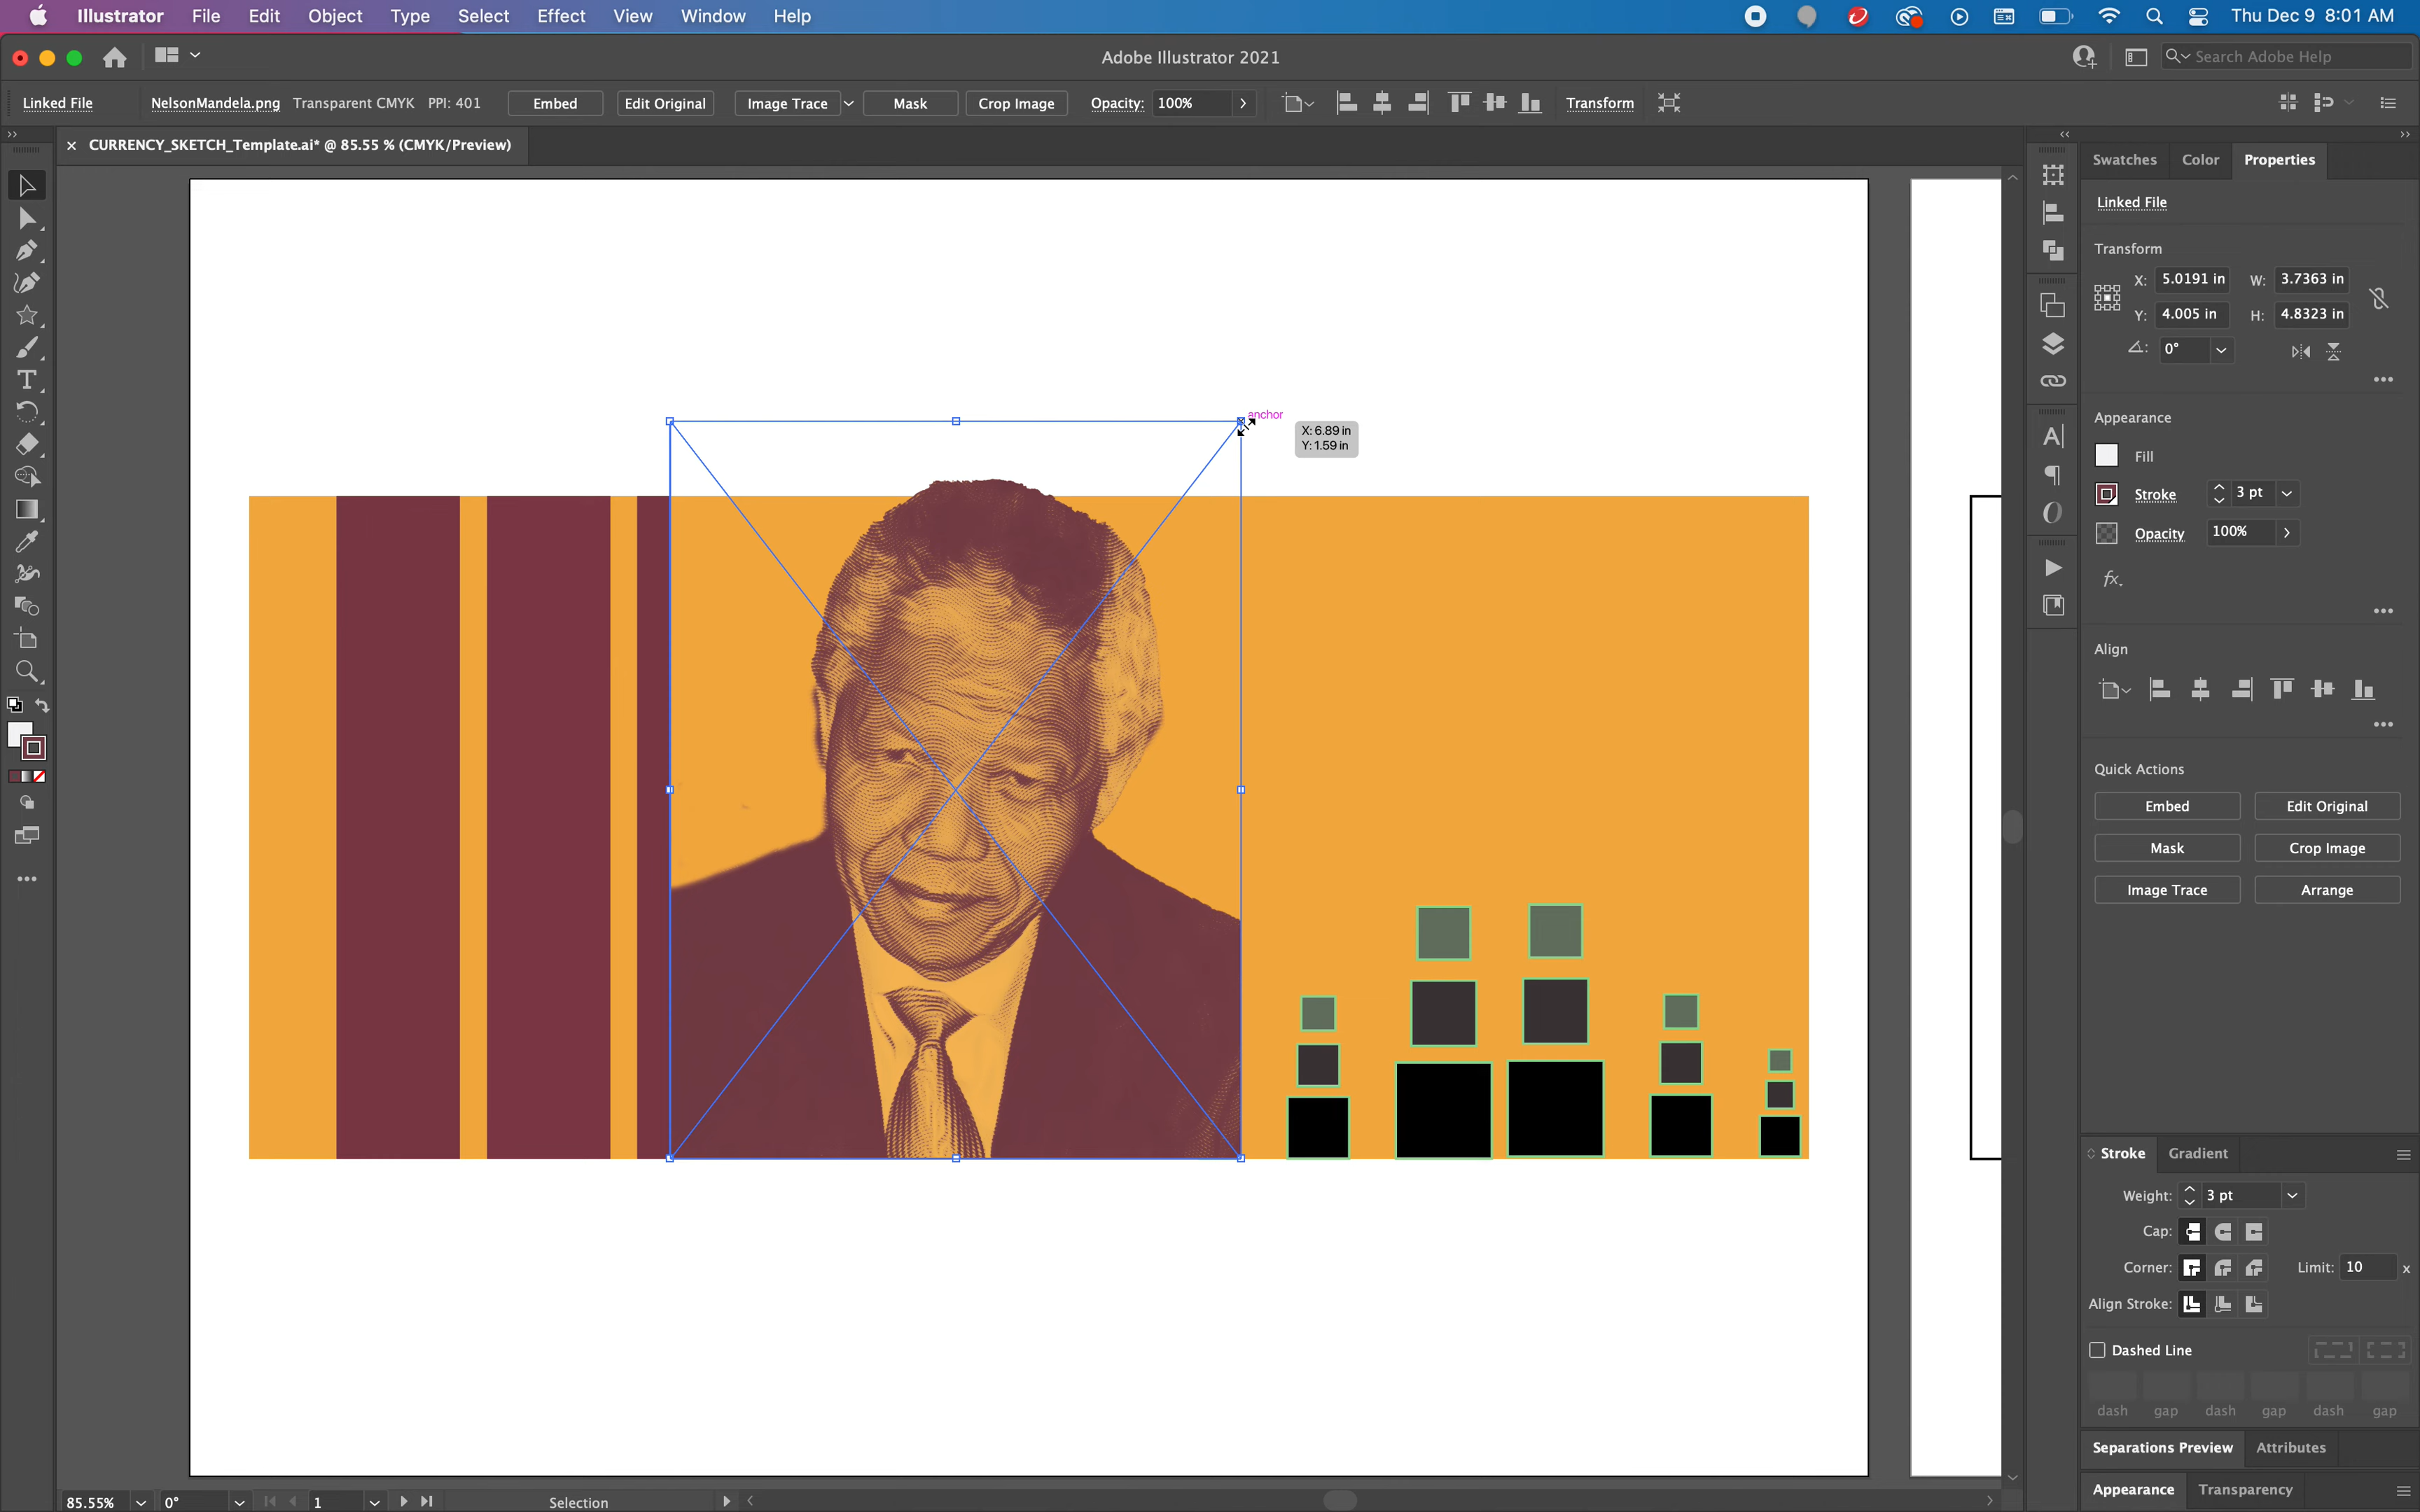 Illustrator File Edit Object Type Select Effect View Window Help Thu Dec 9 8:01 AM
Adobe Illustrator 2021 Search Adobe Help
Linked File NelsonMandela.png Transparent CMYK PPI: 401 Embed Edit Original Image Trace Mask Crop Image Opacity: 100% Transform
× CURRENCY_SKETCH_Template.ai* @ 85.55 % (CMYK/Preview)
Swatches Color Properties
Linked File
Transform
X: 5.0191 in W: 3.7363 in
Y: 4.005 in H: 4.8323 in
0°
anchor
X: 6.89 in
Y: 1.59 in
Appearance
Fill
Stroke 3 pt
Opacity 100%
fx.
Align
Quick Actions
Embed Edit Original
Mask Crop Image
Image Trace Arrange
Stroke Gradient
Weight: 3 pt
Cap:
Corner: Limit: 10 x
Align Stroke:
Dashed Line
dash gap dash gap dash gap
Separations Preview Attributes
Appearance Transparency
85.55% 0° 1 Selection